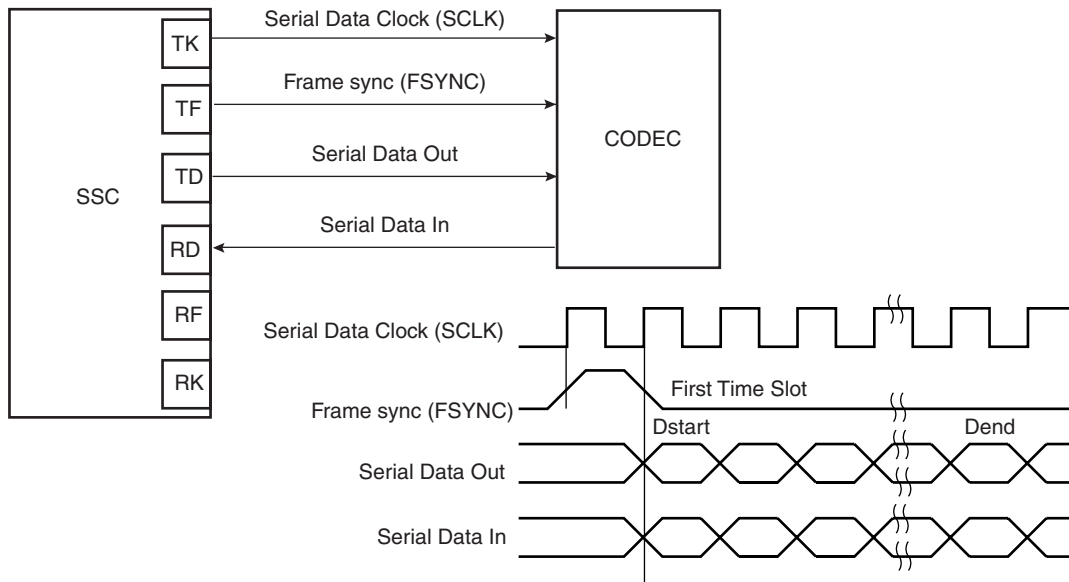 Serial Data Clock (SCLK)
TK
Frame sync (FSYNC)
TF
CODEC
Serial Data Out
TD
SSC
Serial Data In
RD
RF
Serial Data Clock (SCLK)
RK
First Time Slot
Frame sync (FSYNC)
Dstart
Dend
Serial Data Out
Serial Data In